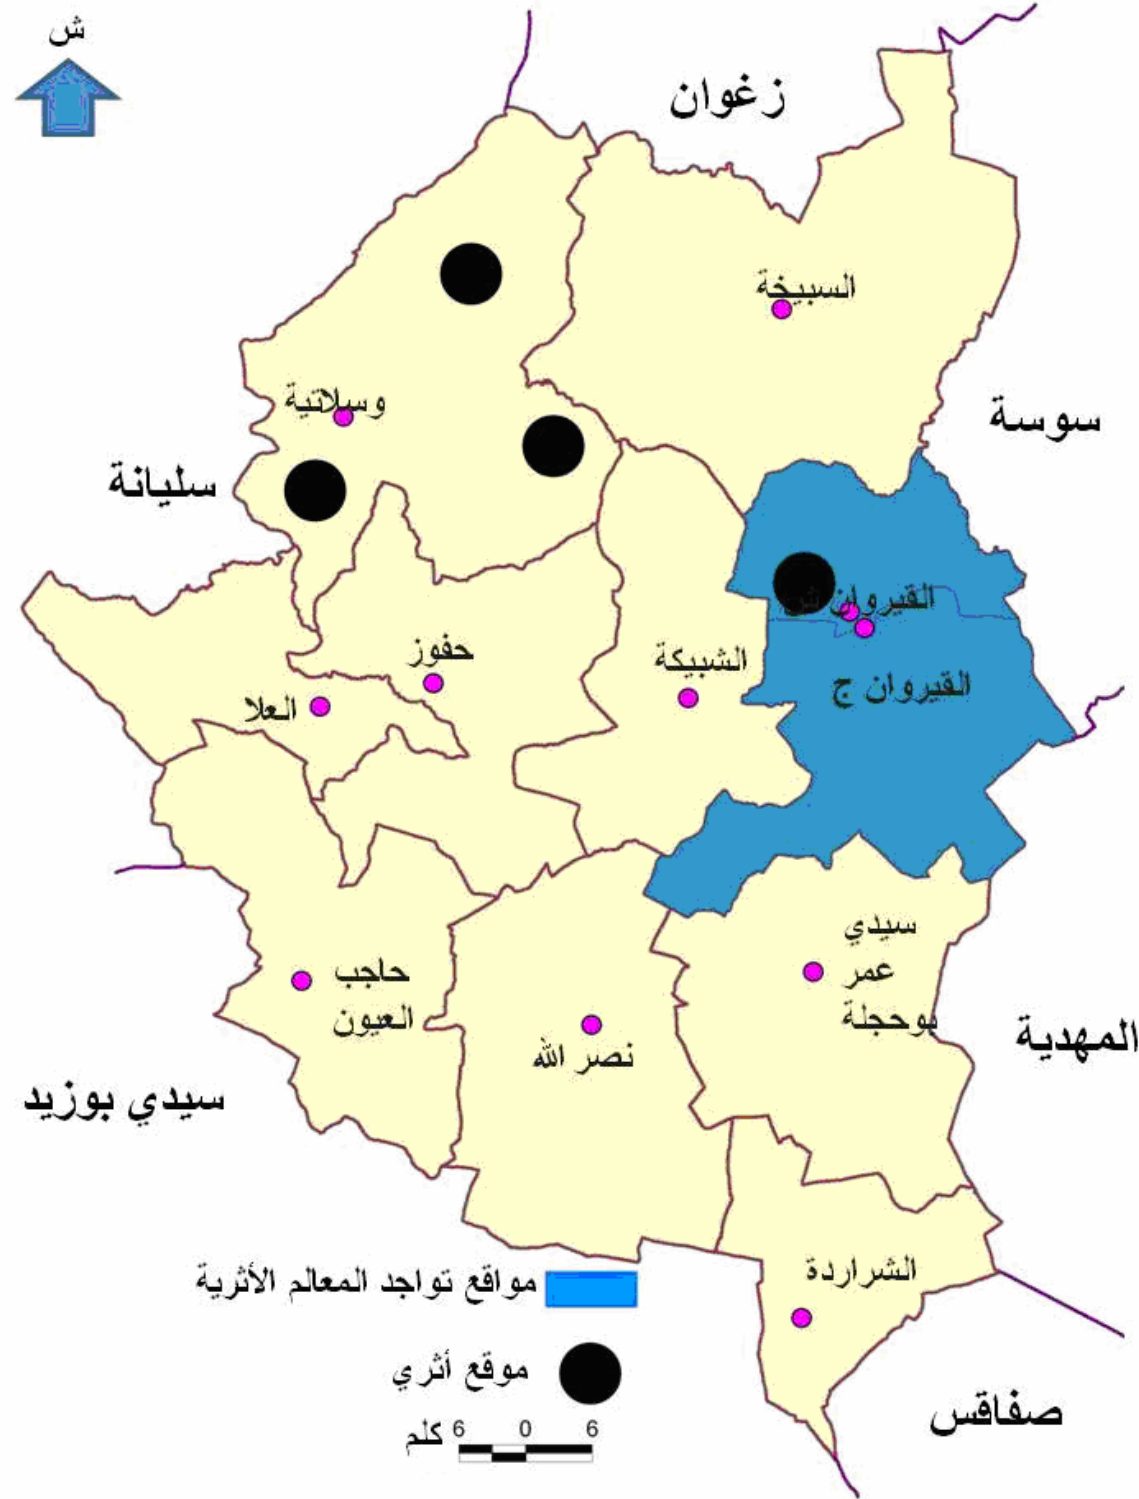 ش
زغوان
السبيخة
وسلاتية
سوسة
سليانة
القيروان ش
حفوز
الشبيكة
القيروان ج
العلا
سيدي
عمر
بوحجلة
حاجب
العيون
نصر الله
المهدية
سيدي بوزيد
الشراردة
مواقع تواجد المعالم الأثرية
موقع أثري
صفاقس
كلم 6 0 6